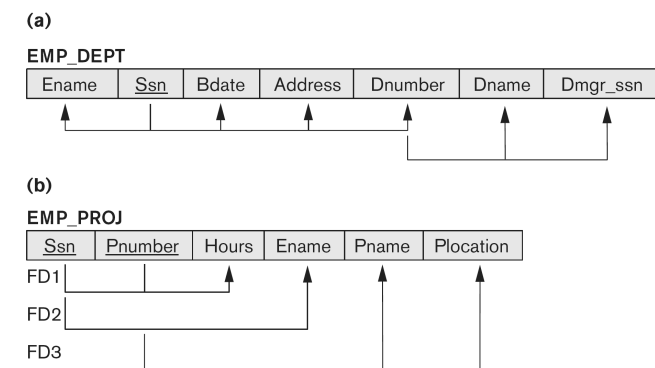 (a)
EMP_DEPT
Ename Ssn Bdate Address Dnumber Dname Dmgr_ssn
(b)
EMP_PROJ
Ssn Pnumber Hours Ename Pname Plocation
FD1
FD2
FD3